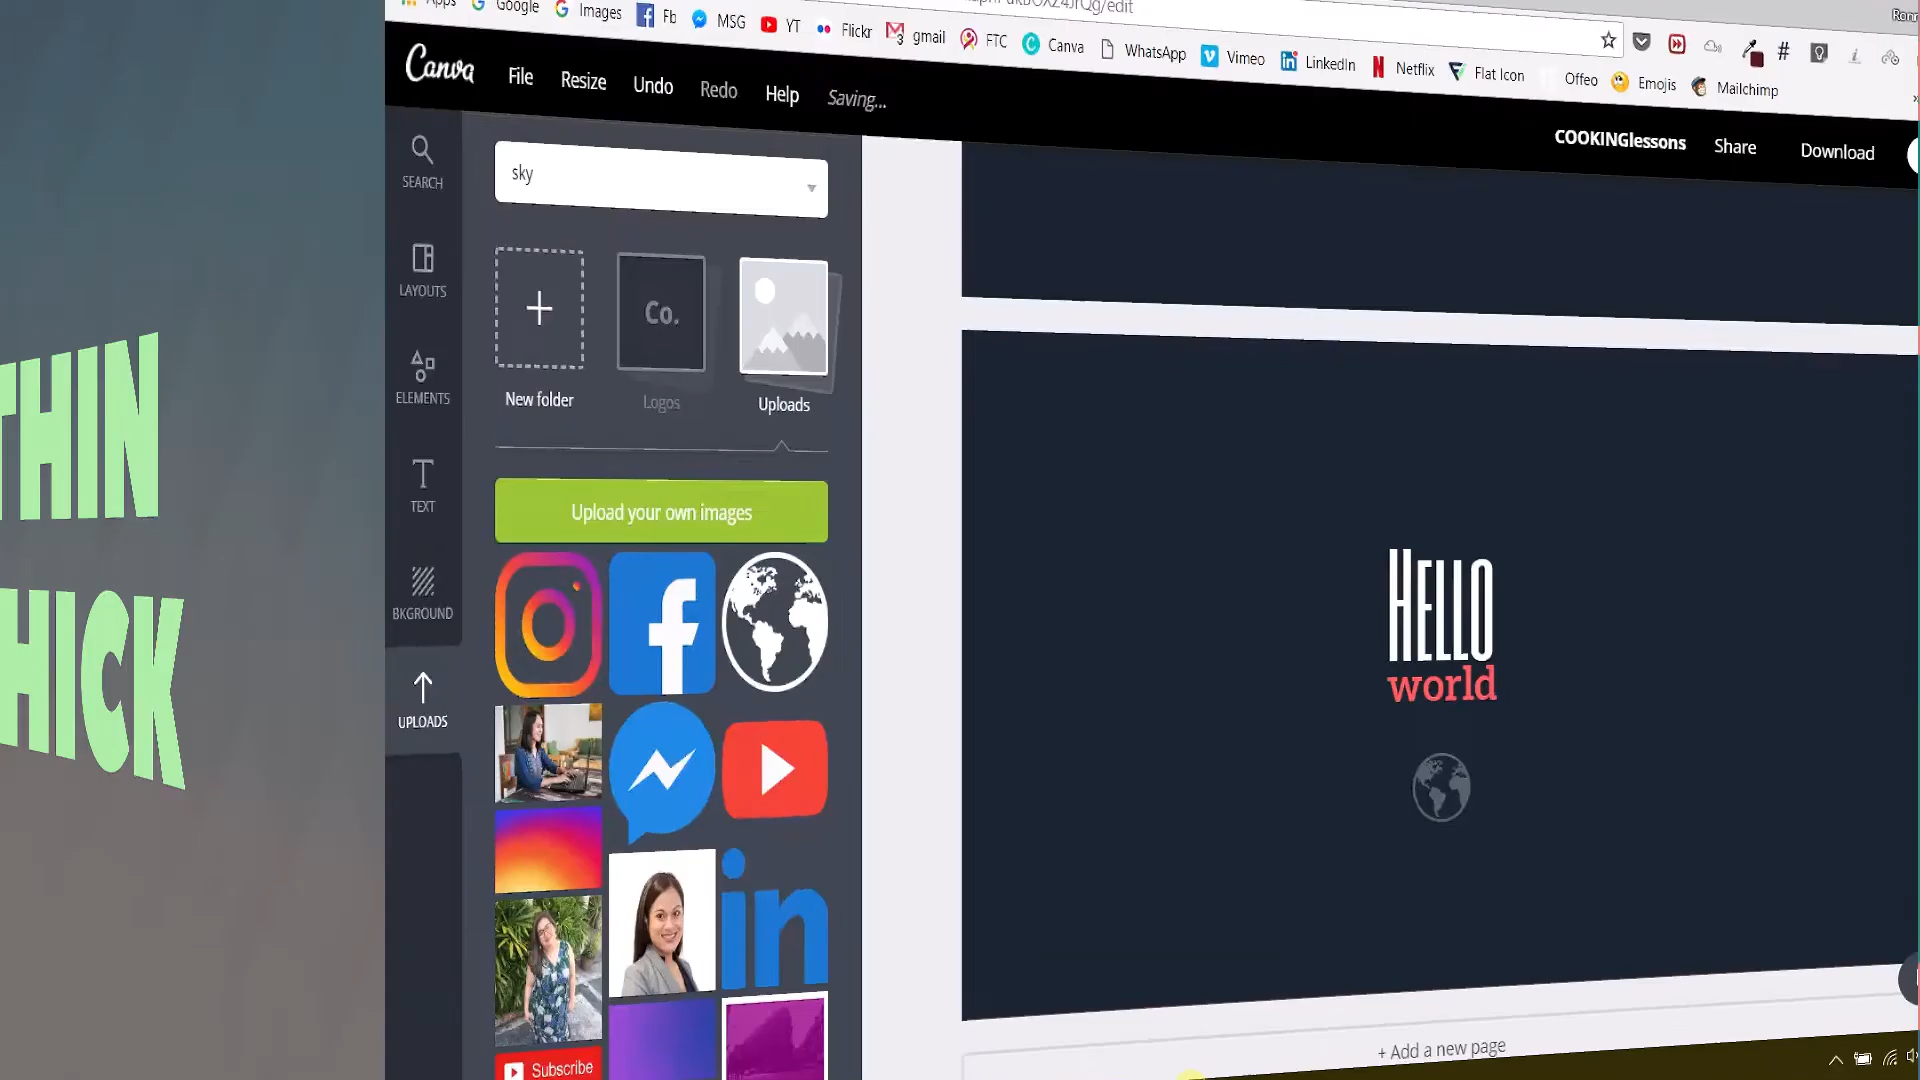 THIN
HICK
Apps
Google
Images
Fb
MSG
YT
Flickr
gmail
FTC
Canva
WhatsApp
Vimeo
LinkedIn
Netflix
Flat Icon
Offeo
Emojis
Mailchimp
Canva
File
Resize
Undo
Redo
Help
Saving...
COOKINGlessons
Share
Download
SEARCH
LAYOUTS
ELEMENTS
TEXT
BKGROUND
UPLOADS
sky
Co.
New folder
Logos
Uploads
Upload your own images
in
Subscribe
HELLO
world
+ Add a new page